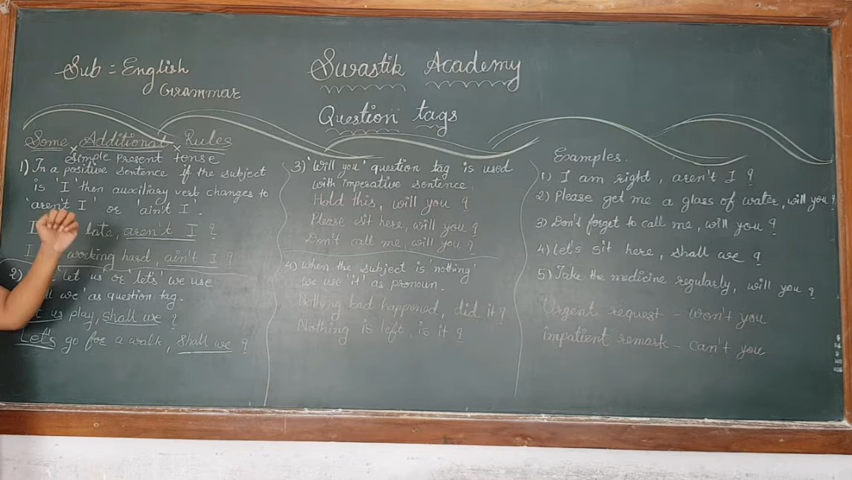 Sub = English
Grammar
Swastik Academy
Question tags
Some Additional Rules
Simple Present tense
1) In a positive sentence if the subject
is 'I' then auxiliary verb changes to
'aren't I' or 'ain't I'.
I late, aren't I ?
I working hard, ain't I ?
2) 'let us' or 'let's' we use
we' as question tag.
us play, shall we ?
Let's go for a walk, shall we ?
3) 'Will you' question tag is used
with imperative sentence.
Hold this, will you ?
Please sit here, will you ?
Don't call me, will you ?
4) When the subject is 'nothing'
we use 'it' as pronoun.
Nothing bad happened, did it ?
Nothing is left, is it ?
Examples.
1) I am right, aren't I ?
2) Please get me a glass of water, will you ?
3) Don't forget to call me, will you ?
4) Let's sit here, shall we ?
5) Take the medicine regularly, will you ?
Urgent request - won't you
impatient remark - can't you